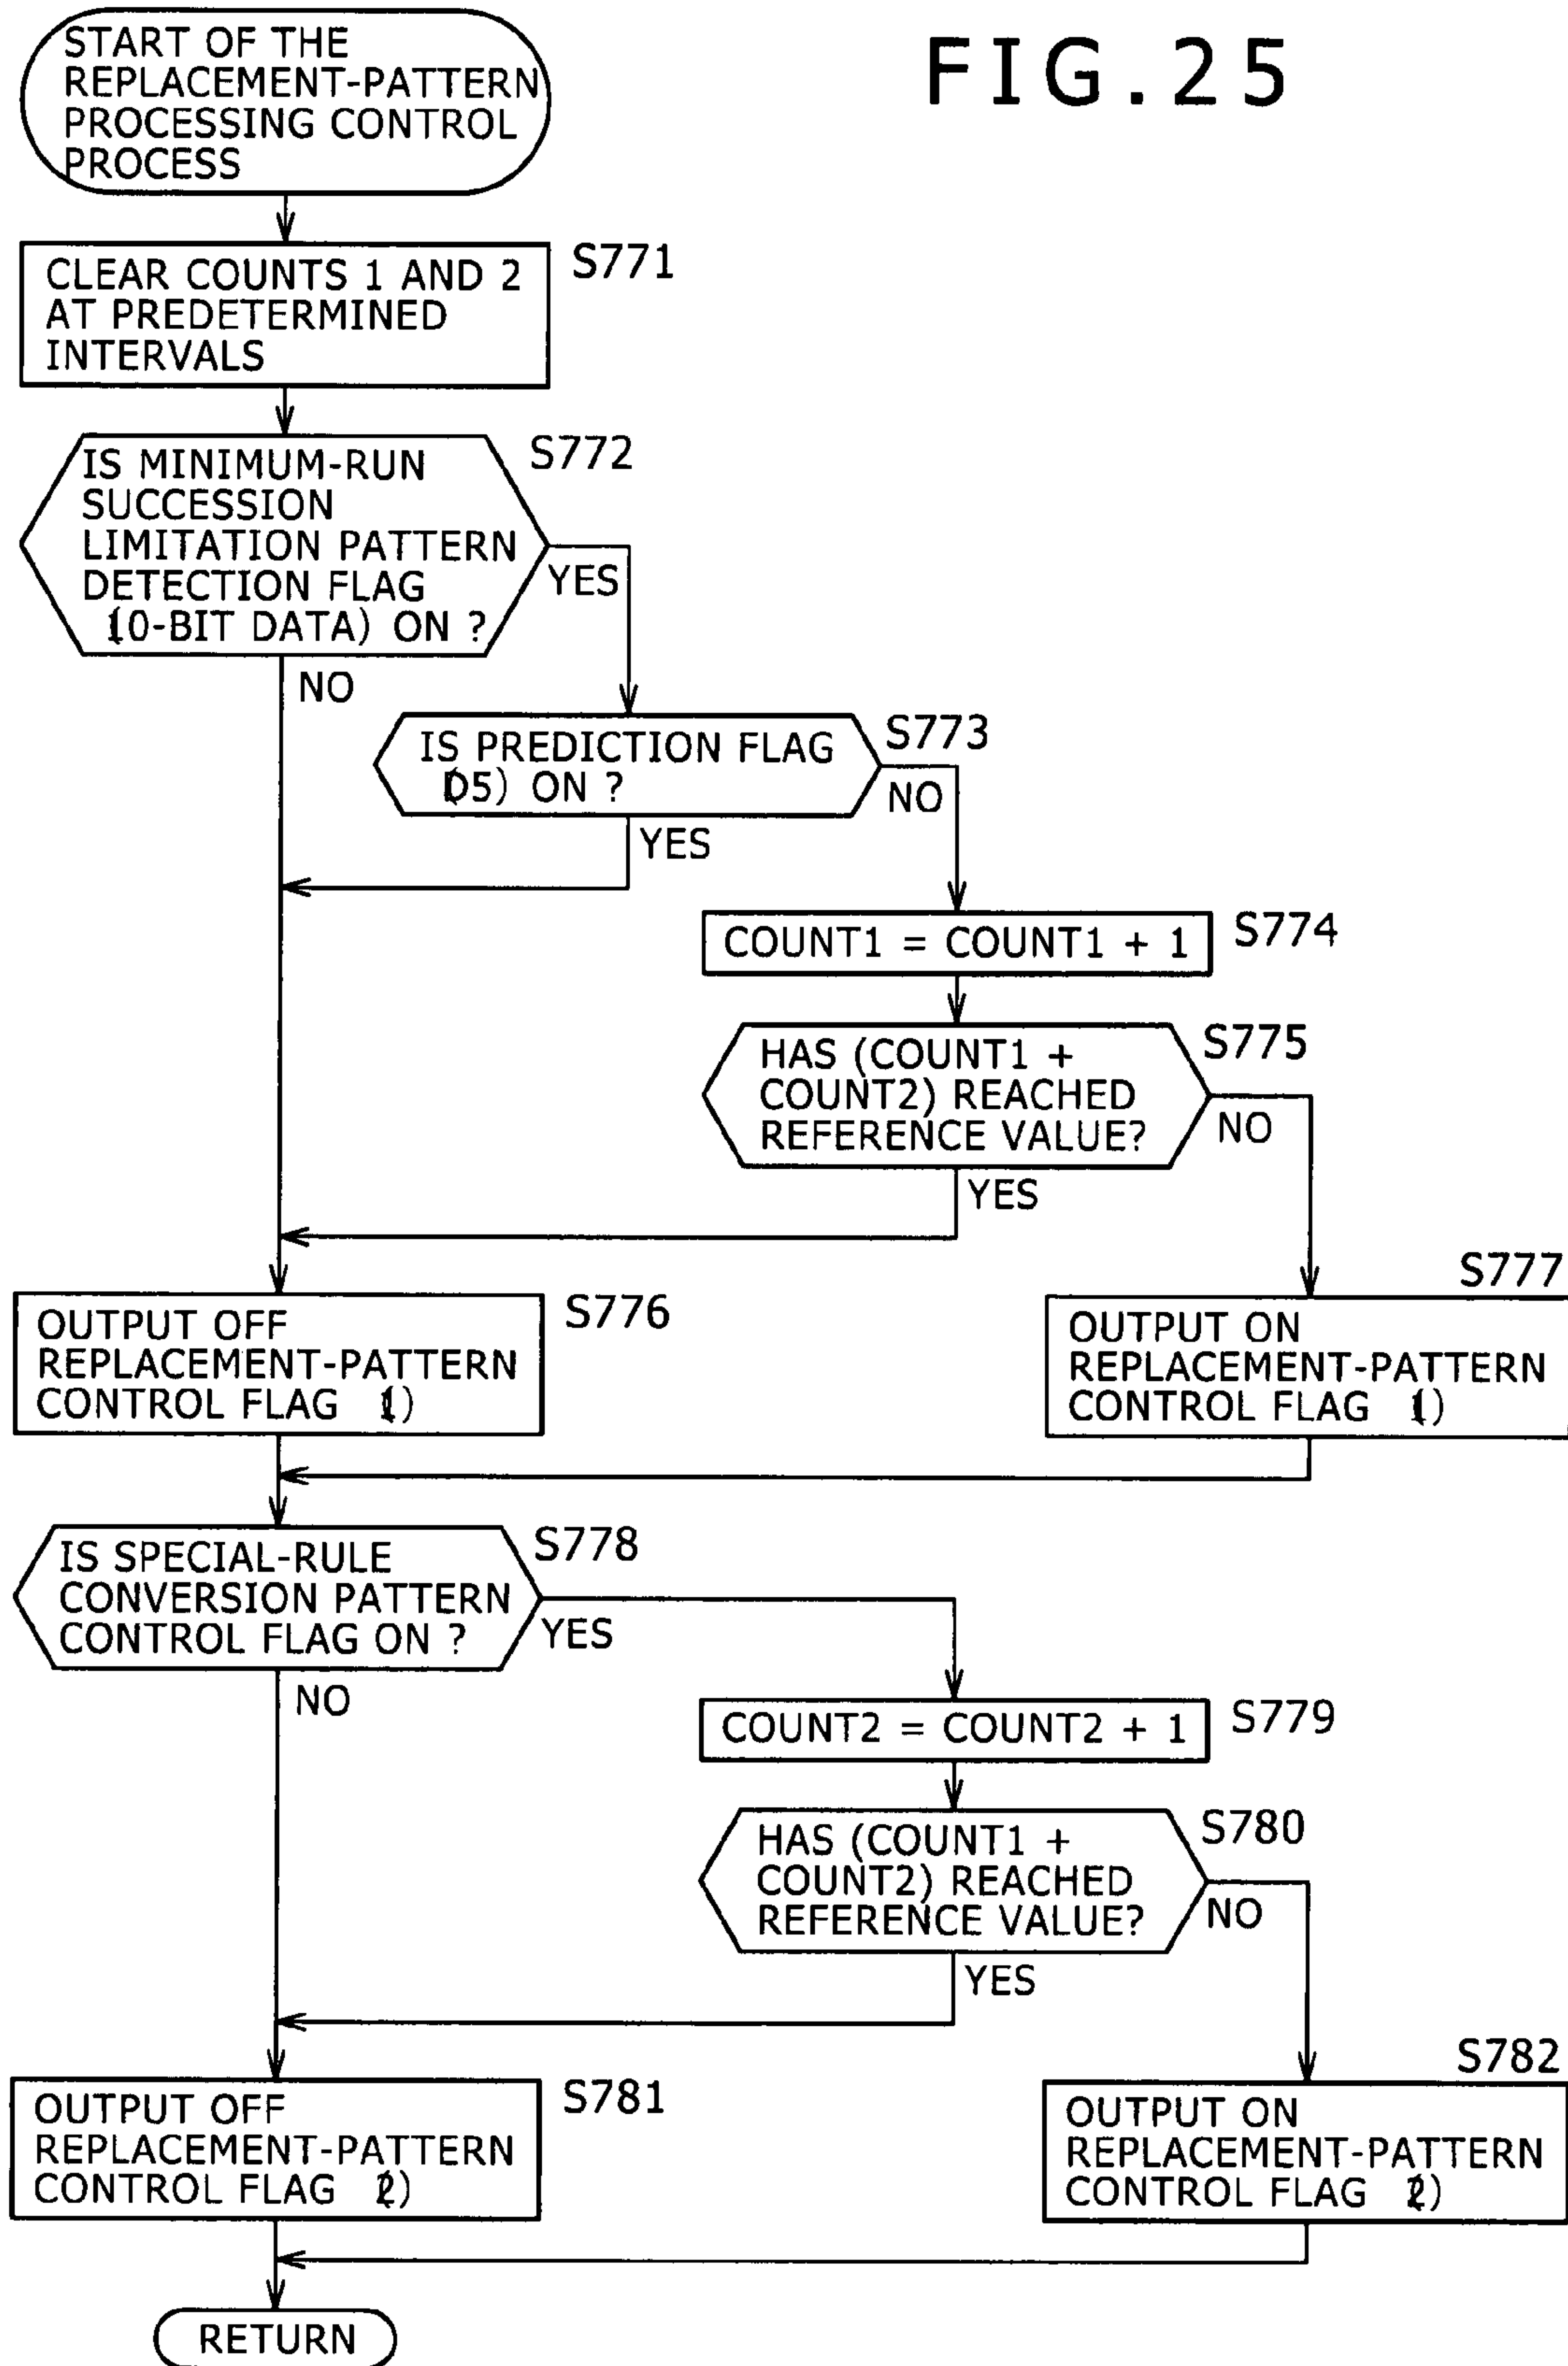 FIG.25
START OF THE
REPLACEMENT-PATTERN
PROCESSING CONTROL
PROCESS
CLEAR COUNTS 1 AND 2
AT PREDETERMINED
INTERVALS
S771
IS MINIMUM-RUN
SUCCESSION
LIMITATION PATTERN
DETECTION FLAG
(10-BIT DATA) ON ?
S772
YES
NO
IS PREDICTION FLAG
(D5) ON ?
S773
NO
YES
COUNT1 = COUNT1 + 1
S774
HAS (COUNT1 +
COUNT2) REACHED
REFERENCE VALUE?
S775
NO
YES
OUTPUT OFF
REPLACEMENT-PATTERN
CONTROL FLAG (1)
S776
OUTPUT ON
REPLACEMENT-PATTERN
CONTROL FLAG (1)
S777
IS SPECIAL-RULE
CONVERSION PATTERN
CONTROL FLAG ON ?
S778
YES
NO
COUNT2 = COUNT2 + 1
S779
HAS (COUNT1 +
COUNT2) REACHED
REFERENCE VALUE?
S780
NO
YES
OUTPUT OFF
REPLACEMENT-PATTERN
CONTROL FLAG (2)
S781
OUTPUT ON
REPLACEMENT-PATTERN
CONTROL FLAG (2)
S782
RETURN